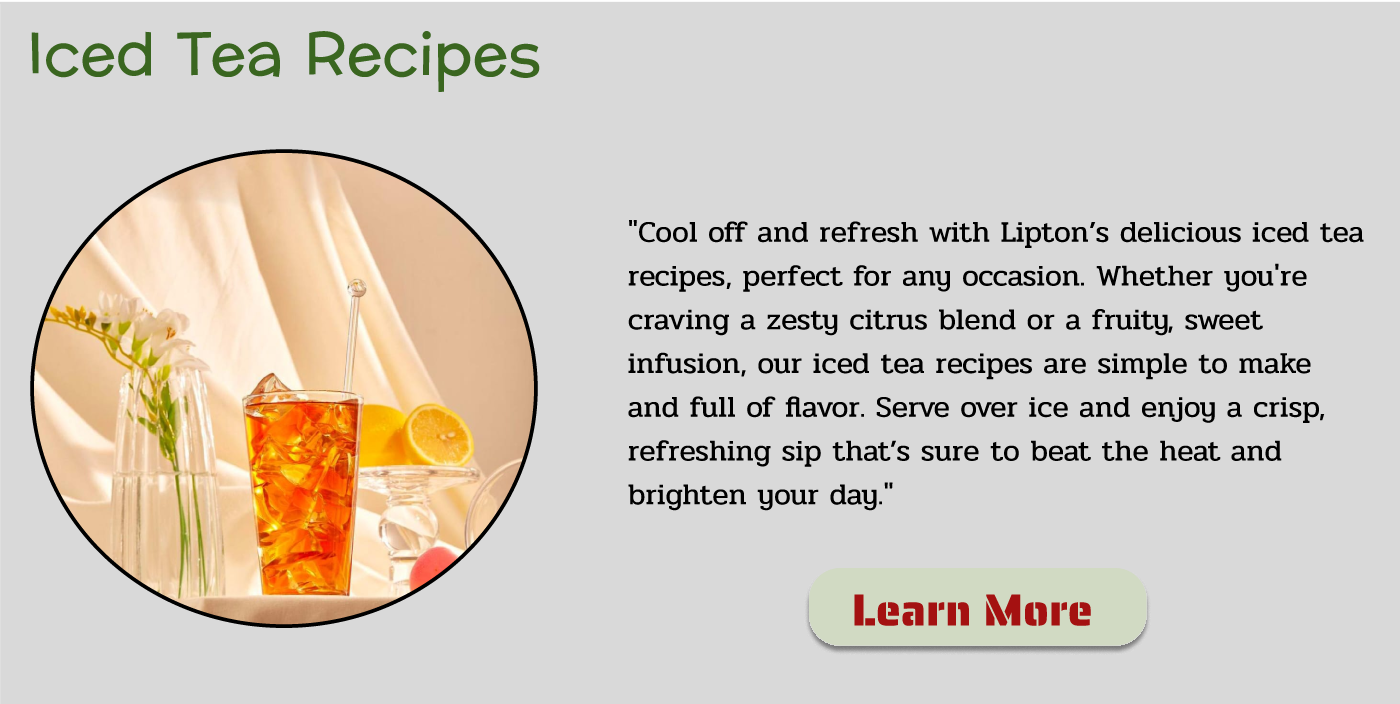 Iced Tea Recipes
"Cool off and refresh with Lipton’s delicious iced tea
recipes, perfect for any occasion. Whether you're
craving a zesty citrus blend or a fruity, sweet
infusion, our iced tea recipes are simple to make
and full of flavor. Serve over ice and enjoy a crisp,
refreshing sip that’s sure to beat the heat and
brighten your day."
Learn More